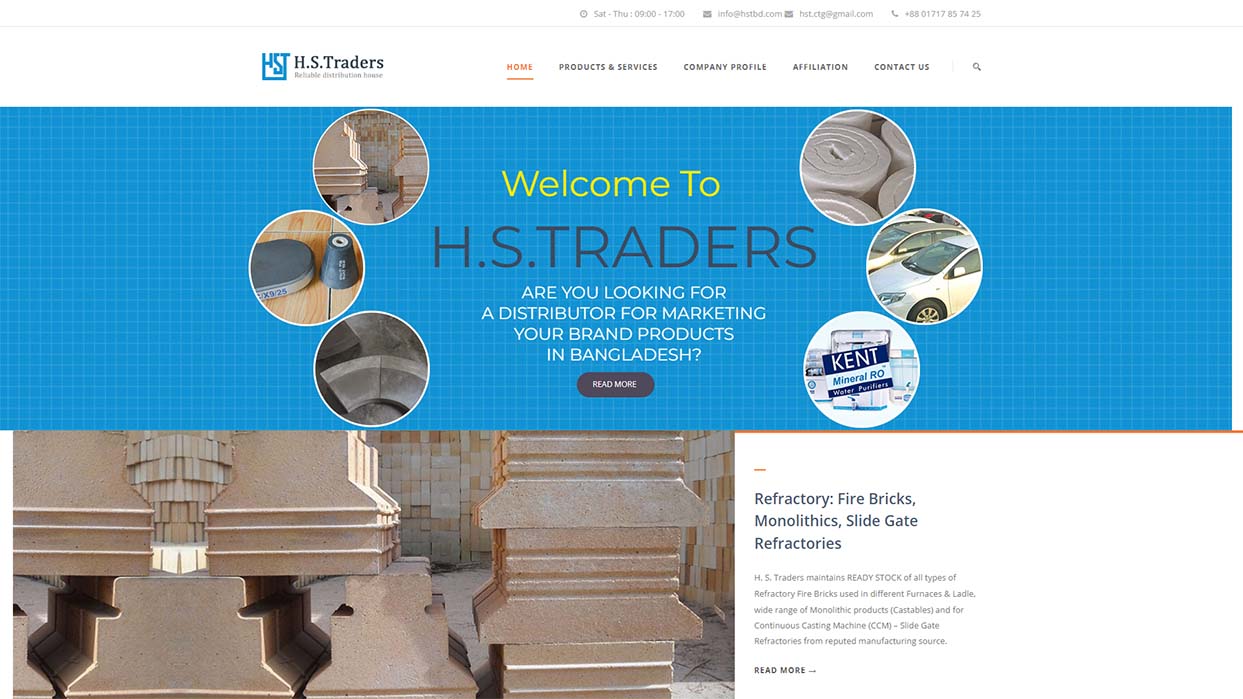 Sat - Thu : 09:00 - 17:00 info@hstbd.com hst.ctg@gmail.com +88 01717 85 74 25
HST H.S.Traders
Reliable distribution house
HOME PRODUCTS & SERVICES COMPANY PROFILE AFFILIATION CONTACT US
Welcome To
H.S.TRADERS
ARE YOU LOOKING FOR
A DISTRIBUTOR FOR MARKETING
YOUR BRAND PRODUCTS
IN BANGLADESH?
READ MORE
KENT
Mineral RO
Water Purifiers
Refractory: Fire Bricks,
Monolithics, Slide Gate
Refractories
H. S. Traders maintains READY STOCK of all types of
Refractory Fire Bricks used in different Furnaces & Ladle,
wide range of Monolithic products (Castables) and for
Continuous Casting Machine (CCM) – Slide Gate
Refractories from reputed manufacturing source.
READ MORE →